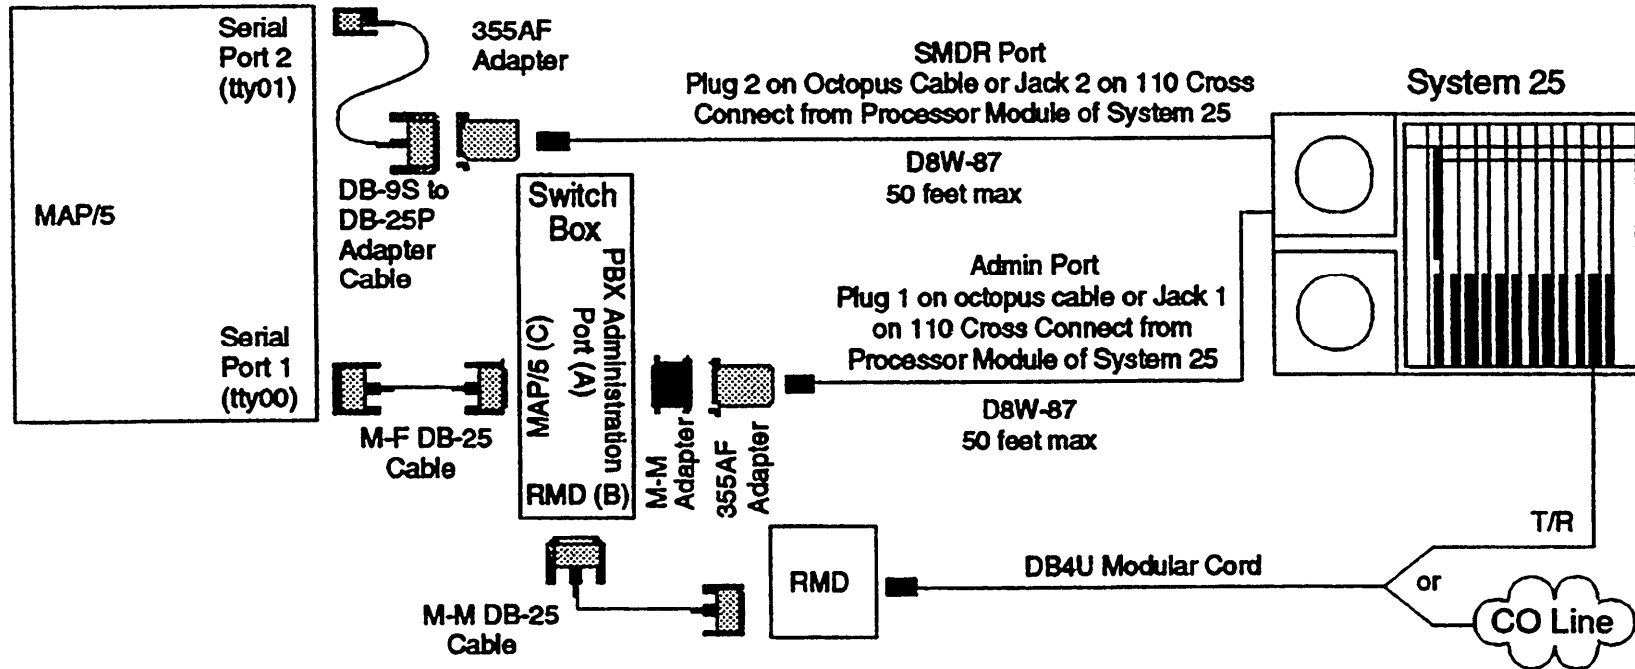 MAP/5
Serial
Port 2
(tty01)
355AF
Adapter
SMDR Port
Plug 2 on Octopus Cable or Jack 2 on 110 Cross
Connect from Processor Module of System 25
System 25
D8W-87
50 feet max
DB-9S to
DB-25P
Adapter
Cable
Switch
Box
PBX Administration
Port (A)
MAP/5 (C)
RMD (B)
Admin Port
Plug 1 on octopus cable or Jack 1
on 110 Cross Connect from
Processor Module of System 25
D8W-87
50 feet max
Serial
Port 1
(tty00)
M-F DB-25
Cable
M-M
Adapter
355AF
Adapter
T/R
RMD
DB4U Modular Cord
or
CO Line
M-M DB-25
Cable